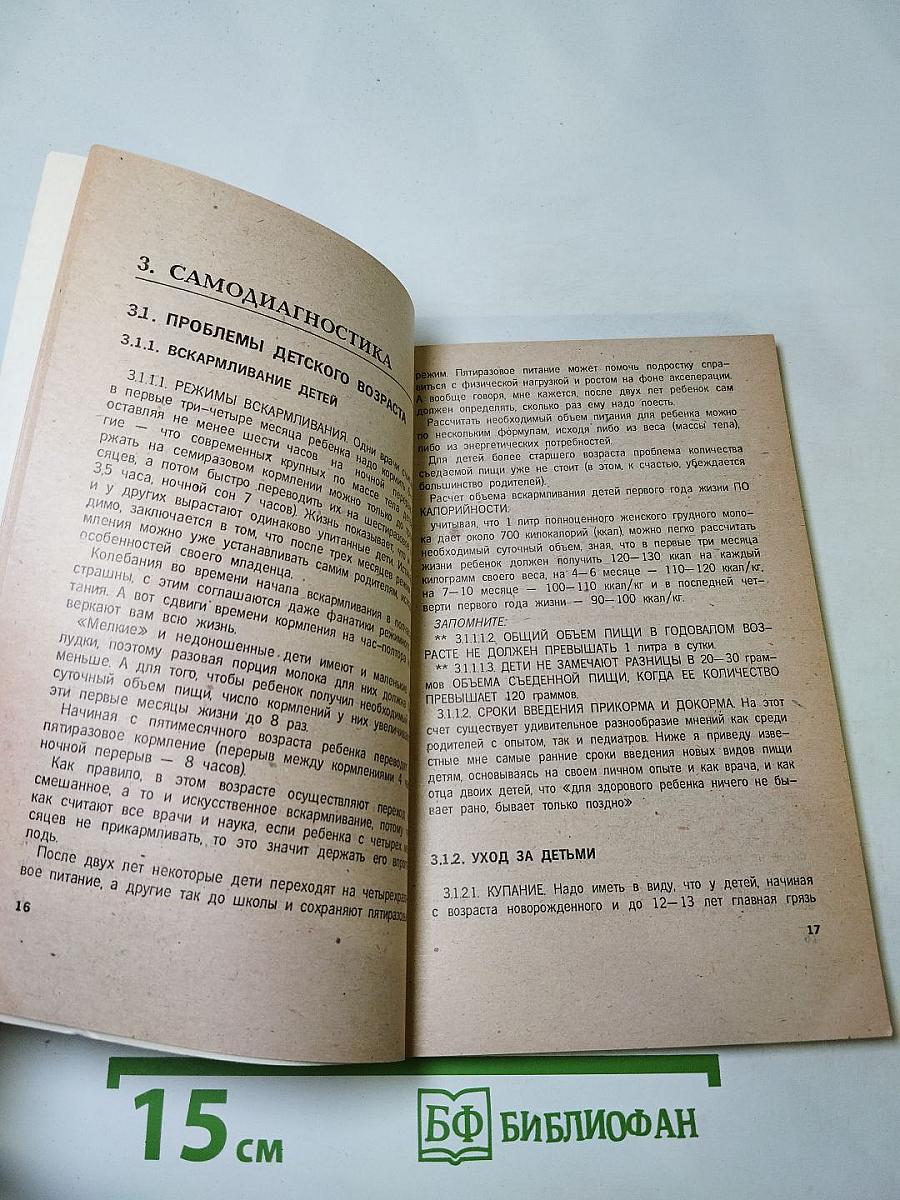 3. САМОДИАГНОСТИКА
3.1. ПРОБЛЕМЫ ДЕТСКОГО ВОЗРАСТА
3.1.1. ВСКАРМЛИВАНИЕ ДЕТЕЙ
3.1.1.1. РЕЖИМЫ ВСКАРМЛИВАНИЯ. Одни врачи
в первые три–четыре месяца ребенка надо кормить
оставляя не менее шести часов на ночной
гие — что современных крупных по массе тела
ржать на семиразовом кормлении можно только до
сяцев, а потом быстро переводить их на шестиразовое
3,5 часа, ночной сон 7 часов). Жизнь показывает, что
и у других вырастают одинаково упитанные дети.
димо, заключается в том, что после трех месяцев
мления можно уже устанавливать самим родителям,
особенностей своего младенца.
Колебания во времени начала вскармливания в
страшны, с этим соглашаются даже фанатики
тания. А вот сдвиги времени кормления на час–полтора
веркают вам всю жизнь.
«Мелкие» и недоношенные дети имеют и маленькие
лудки, поэтому разовая порция молока для них должна
меньше. А для того, чтобы ребенок получил необходимый
суточный объем пищи, число кормлений у них
эти первые месяцы жизни до 8 раз.
Начиная с пятимесячного возраста ребенка переводят
пятиразовое кормление (перерыв между кормлениями 4
ночной перерыв — 8 часов).
Как правило, в этом возрасте осуществляют переход
смешанное, а то и искусственное вскармливание, потому
как считают все врачи и наука, если ребенка с четырех
сяцев не прикармливать, то это значит держать его
лодь.
После двух лет некоторые дети переходят на
вое питание, а другие так до школы и сохраняют
16
режим. Пятиразовое питание может помочь подростку спра–
виться с физической нагрузкой и ростом на фоне акселерации.
А вообще говоря, мне кажется, после двух лет ребенок сам
должен определять, сколько раз ему надо поесть.
Рассчитать необходимый объем питания для ребенка можно
по нескольким формулам, исходя либо из веса (массы тела),
либо из энергетических потребностей.
Для детей более старшего возраста проблема количества
съедаемой пищи уже не стоит (в этом, к счастью, убеждается
большинство родителей).
Расчет объема вскармливания детей первого года жизни ПО
КАЛОРИЙНОСТИ:
учитывая, что 1 литр полноценного женского грудного моло–
ка дает около 700 килокалорий (ккал), можно легко рассчитать
необходимый суточный объем, зная, что в первые три месяца
жизни ребенок должен получить 120—130 ккал на каждый
килограмм своего веса, на 4—6 месяце — 110—120 ккал/кг,
на 7—10 месяце — 100—110 ккал/кг и в последней чет–
верти первого года жизни — 90—100 ккал/кг.
ЗАПОМНИТЕ:
** 3.1.1.1.2. ОБЩИЙ ОБЪЕМ ПИЩИ В ГОДОВАЛОМ ВОЗ–
РАСТЕ НЕ ДОЛЖЕН ПРЕВЫШАТЬ 1 литра в сутки.
** 3.1.1.1.3. ДЕТИ НЕ ЗАМЕЧАЮТ РАЗНИЦЫ В 20—30 грам–
мов ОБЪЕМА СЪЕДЕННОЙ ПИЩИ, КОГДА ЕЕ КОЛИЧЕСТВО
ПРЕВЫШАЕТ 120 граммов.
3.1.1.2. СРОКИ ВВЕДЕНИЯ ПРИКОРМА И ДОКОРМА. На этот
счет существует удивительное разнообразие мнений как среди
родителей с опытом, так и педиатров. Ниже я приведу изве–
стные мне самые ранние сроки введения новых видов пищи
детям, основываясь на своем личном опыте и как врача, и как
отца двоих детей, что «для здорового ребенка ничего не бы–
вает рано, бывает только поздно»
3.1.2. УХОД ЗА ДЕТЬМИ
3.1.2.1. КУПАНИЕ. Надо иметь в виду, что у детей, начиная
с возраста новорожденного и до 12—13 лет главная грязь
17
15 см
БФ БИБЛИОФАН